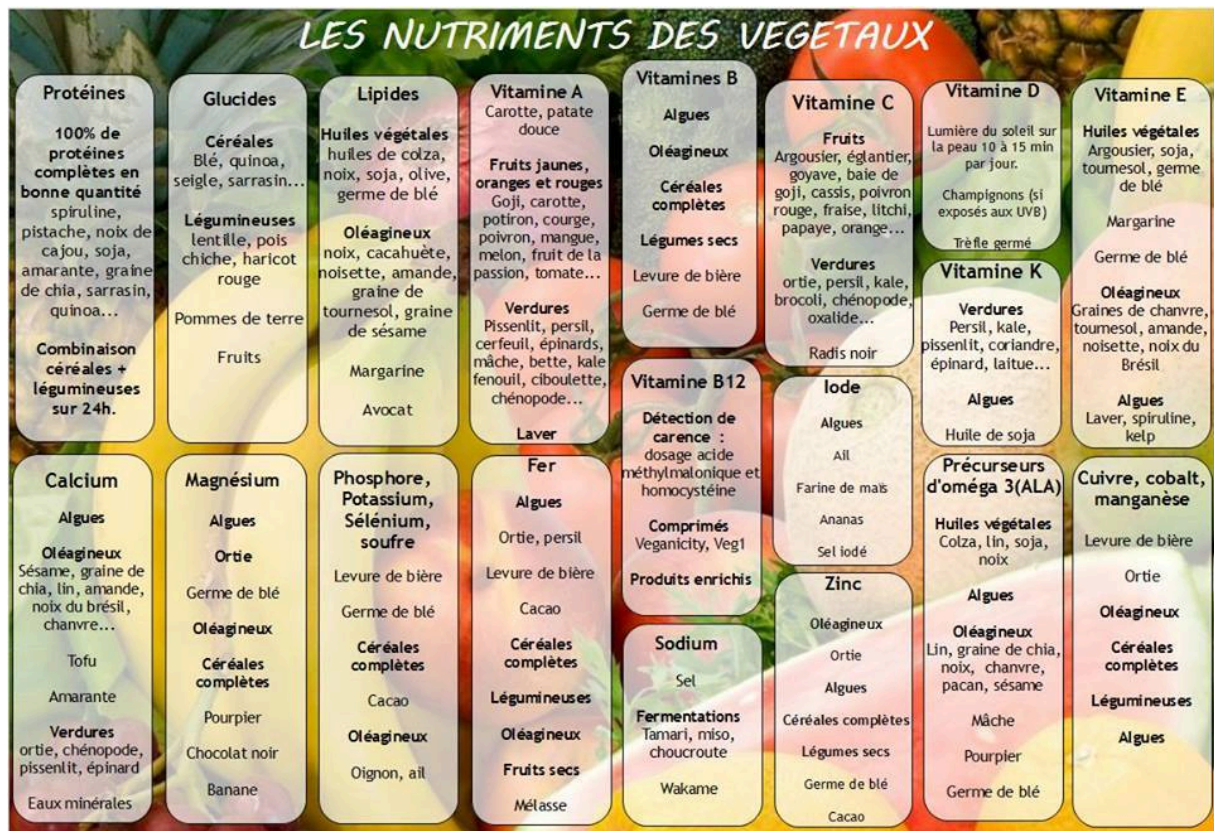 LES NUTRIMENTS DES VEGETAUX
Protéines
100% de
protéines
complètes en
bonne quantité
spiruline,
pistache, noix de
cajou, soja,
amarante, graine
de chia, sarrasin,
quinoa...
Combinaison
céréales +
légumineuses
sur 24h.
Glucides
Céréales
Blé, quinoa,
seigle, sarrasin...
Légumineuses
lentille, pois
chiche, haricot
rouge
Pommes de terre
Fruits
Lipides
Huiles végétales
huiles de colza,
noix, soja, olive,
germe de blé
Oléagineux
noix, cacahuète,
noisette, amande,
graine de
tournesol, graine
de sésame
Margarine
Avocat
Vitamine A
Carotte, patate
douce
Fruits jaunes,
oranges et rouges
Goji, carotte,
potiron, courge,
poivron, mangue,
melon, fruit de la
passion, tomate...
Verdures
Pissenlit, persil,
cerfeuil, épinards,
mâche, bette, kale
fenouil, ciboulette,
chénopode...
Laver
Vitamines B
Algues
Oléagineux
Céréales
complètes
Légumes secs
Levure de bière
Germe de blé
Vitamine C
Fruits
Argousier, églantier,
goyave, baie de
goji, cassis, poivron
rouge, fraise, litchi,
papaye, orange...
Verdures
ortie, persil, kale,
brocoli, chénopode,
oxalide...
Radis noir
Vitamine D
Lumière du soleil sur
la peau 10 à 15 min
par jour.
Champignons (si
exposés aux UVB)
Trèfle germé
Vitamine E
Huiles végétales
Argousier, soja,
tournesol, germe
de blé
Margarine
Germe de blé
Oléagineux
Graines de chanvre,
tournesol, amande,
noisette, noix du
Brésil
Algues
Laver, spiruline,
kelp
Vitamine K
Verdures
Persil, kale,
pissenlit, coriandre,
épinard, laitue...
Algues
Huile de soja
Vitamine B12
Détection de
carence :
dosage acide
méthylmalonique et
homocystéine
Comprimés
Veganicity, Veg1
Produits enrichis
Iode
Algues
Ail
Farine de maïs
Ananas
Sel iodé
Calcium
Algues
Oléagineux
Sésame, graine de
chia, lin, amande,
noix du brésil,
chanvre...
Tofu
Amarante
Verdures
ortie, chénopode,
pissenlit, épinard
Eaux minérales
Magnésium
Algues
Ortie
Germe de blé
Oléagineux
Céréales
complètes
Pourpier
Chocolat noir
Banane
Phosphore,
Potassium,
Sélénium,
soufre
Levure de bière
Germe de blé
Céréales
complètes
Cacao
Oléagineux
Oignon, ail
Fer
Algues
Ortie, persil
Levure de bière
Cacao
Céréales
complètes
Légumineuses
Oléagineux
Fruits secs
Mélasse
Sodium
Sel
Fermentations
Tamari, miso,
choucroute
Wakame
Zinc
Oléagineux
Ortie
Algues
Céréales complètes
Légumes secs
Germe de blé
Cacao
Précurseurs
d'oméga 3(ALA)
Huiles végétales
Colza, lin, soja,
noix
Algues
Oléagineux
Lin, graine de chia,
noix, chanvre,
pacan, sésame
Mâche
Pourpier
Germe de blé
Cuivre, cobalt,
manganèse
Levure de bière
Ortie
Oléagineux
Céréales
complètes
Légumineuses
Algues